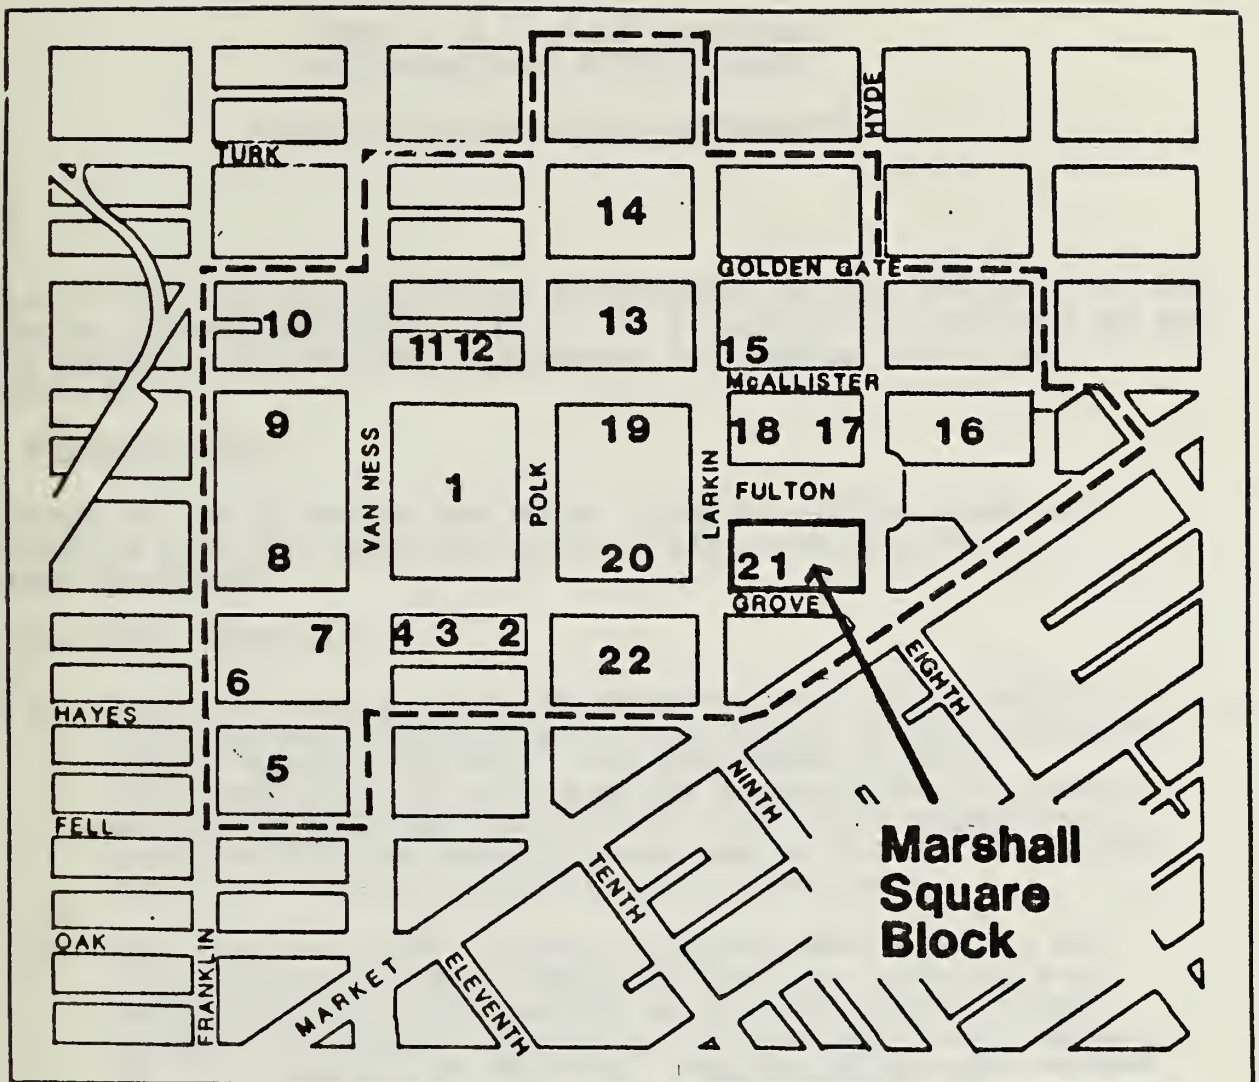 HYDE
TURK
14
GOLDEN GATE
10
13
11 12
15
McALLISTER
9
19
18
17
16
VAN NESS
1
POLK
LARKIN
FULTON
8
20
21
GROVE
7
4
3
2
22
6
EIGHTH
HAYES
5
NINTH
FELL
Marshall
Square
Block
TENTH
OAK
FRANKLIN
MARKET
ELEVENTH